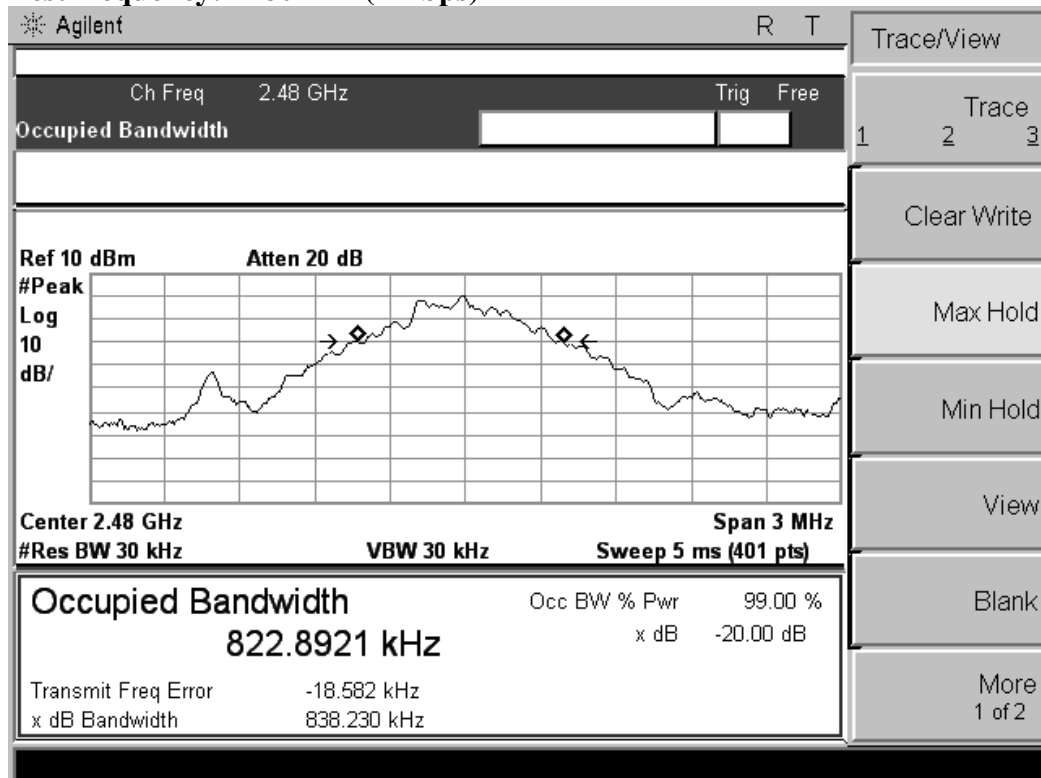 Agilent R T
Trace/View
Ch Freq 2.48 GHz Trig Free
Occupied Bandwidth
Trace
1 2 3
Clear Write
Ref 10 dBm Atten 20 dB
#Peak
Log
10
dB/
Max Hold
Min Hold
View
Center 2.48 GHz Span 3 MHz
#Res BW 30 kHz VBW 30 kHz Sweep 5 ms (401 pts)
Occupied Bandwidth Occ BW % Pwr 99.00 %
822.8921 kHz x dB -20.00 dB
Blank
Transmit Freq Error -18.582 kHz
x dB Bandwidth 838.230 kHz
More
1 of 2